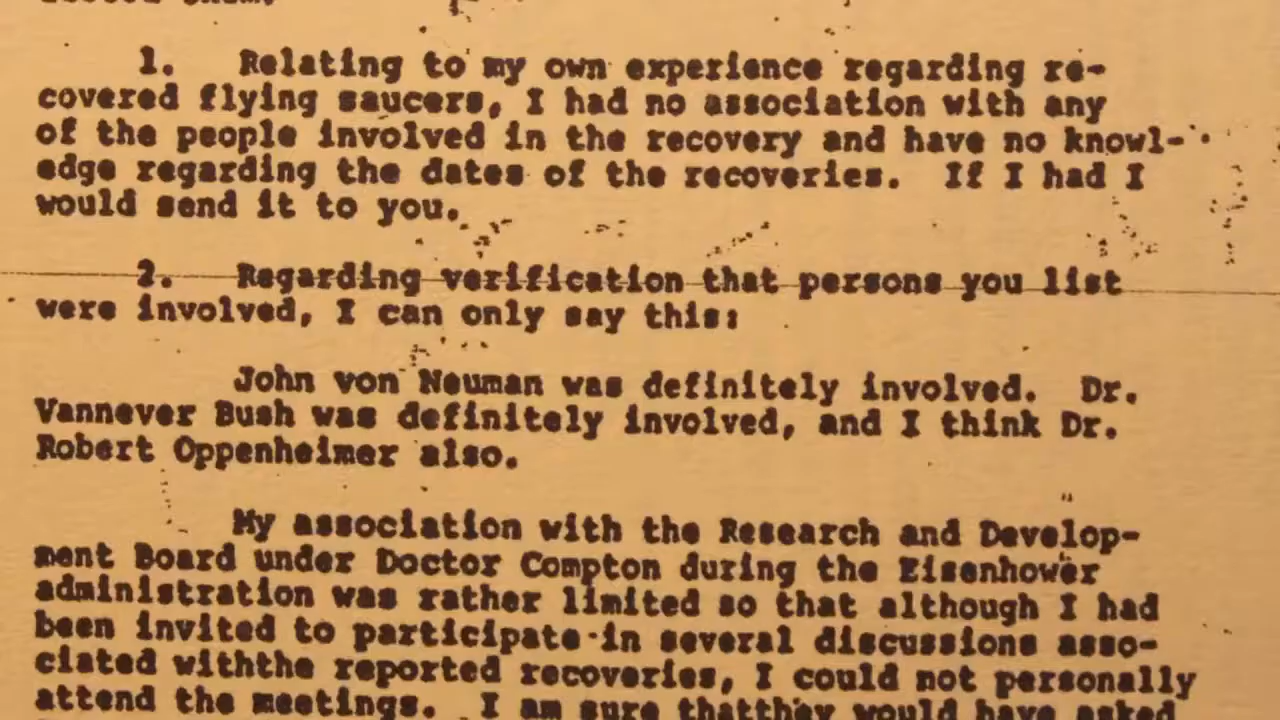 1. Relating to my own experience regarding re-
covered flying saucers, I had no association with any
of the people involved in the recovery and have no knowl-
edge regarding the dates of the recoveries. If I had I
would send it to you.
2. Regarding verification that persons you list
were involved, I can only say this:
John von Neuman was definitely involved. Dr.
Vannever Bush was definitely involved, and I think Dr.
Robert Oppenheimer also.
My association with the Research and Develop-
ment Board under Doctor Compton during the Eisenhower
administration was rather limited so that although I had
been invited to participate in several discussions asso-
ciated withthe reported recoveries, I could not personally
attend the meetings. I am sure thatthey would have asked